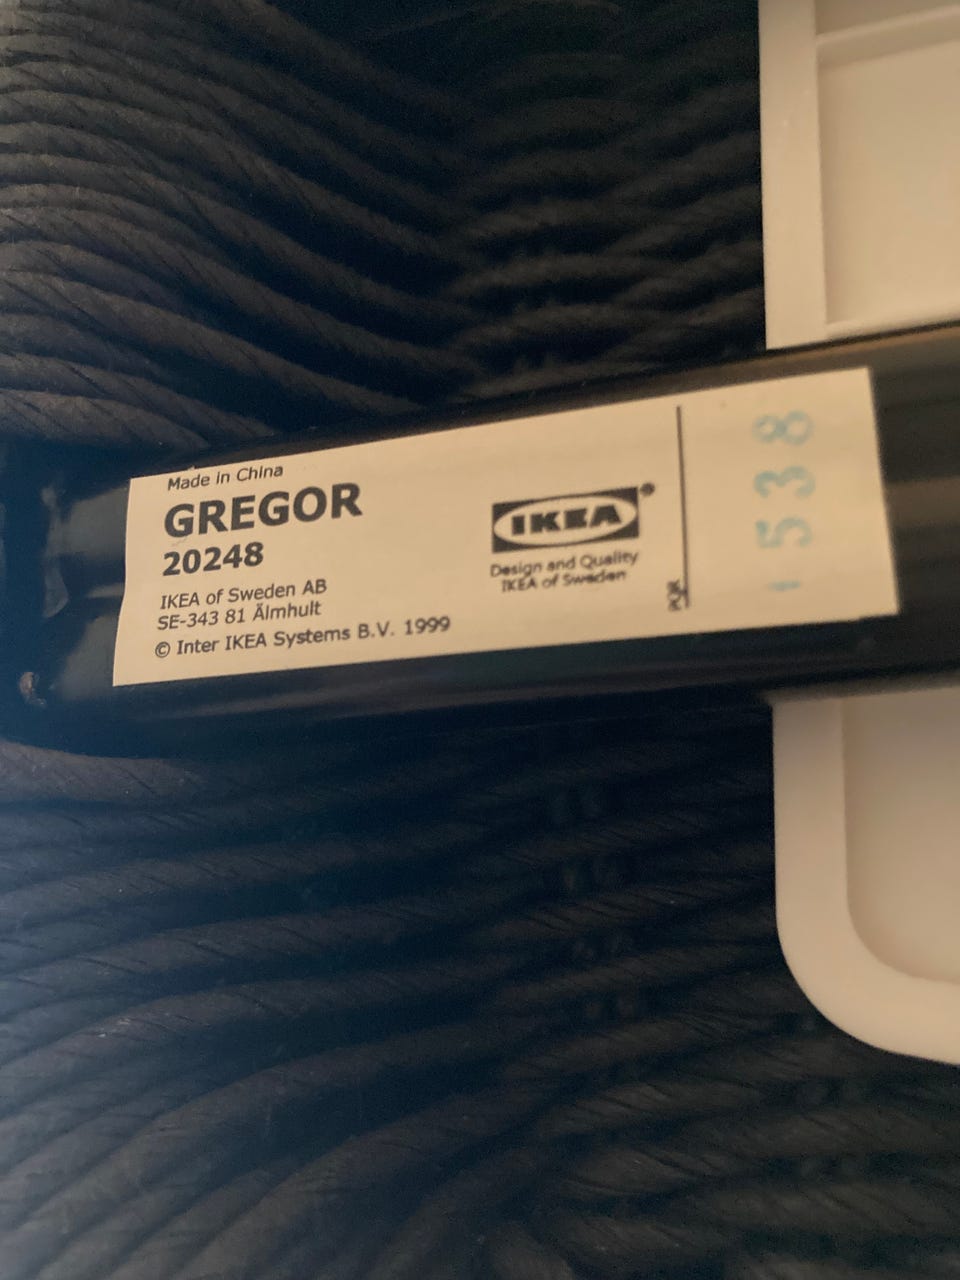 Made in China
GREGOR
20248
IKEA of Sweden AB
SE-343 81 Älmhult
© Inter IKEA Systems B.V. 1999
IKEA®
Design and Quality
IKEA of Sweden
1538